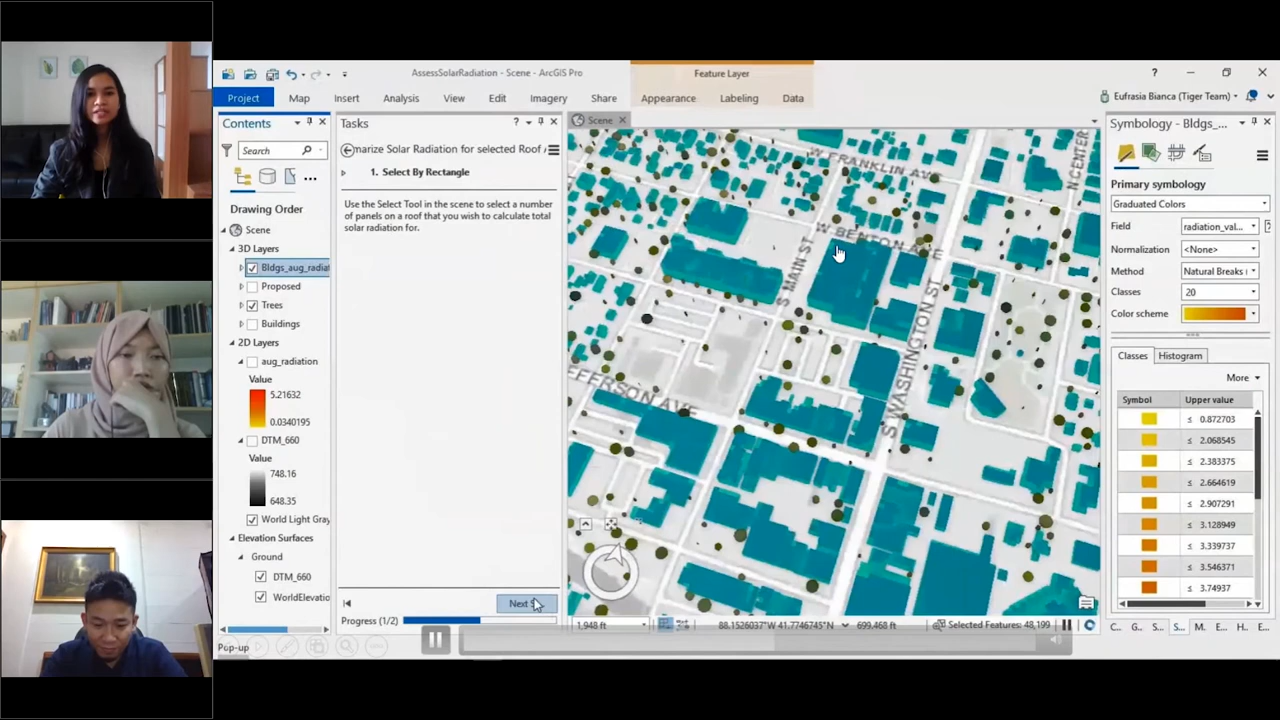 AssessSolarRadiation - Scene - ArcGIS Pro
Feature Layer
?
Project
Map
Insert
Analysis
View
Edit
Imagery
Share
Appearance
Labeling
Data
Eufrasia Bianca (Tiger Team)
Contents
Search
Drawing Order
Scene
3D Layers
Bldgs_aug_radiat
Proposed
Trees
Buildings
2D Layers
aug_radiation
Value
5.21632
0.0340195
DTM_660
Value
748.16
648.35
World Light Gray
Elevation Surfaces
Ground
DTM_660
WorldElevatio
Pop-up
Tasks
?
marize Solar Radiation for selected Roof
1. Select By Rectangle
Use the Select Tool in the scene to select a number
of panels on a roof that you wish to calculate total
solar radiation for.
Next
Progress (1/2)
Scene
W FRANKLIN AVE
N CENTER
W BENTON AVE
S MAIN ST
S WASHINGTON ST
EFFERSON AVE
1,948 ft
88.1526037°W 41.7746745°N
699.468 ft
Selected Features: 48,199
Symbology - Bldgs_...
Primary symbology
Graduated Colors
Field
radiation_val...
Normalization
<None>
Method
Natural Breaks
Classes
20
Color scheme
Classes
Histogram
More
Symbol
Upper value
≤ 0.872703
≤ 2.068545
≤ 2.383375
≤ 2.664619
≤ 2.907291
≤ 3.128949
≤ 3.339737
≤ 3.546371
≤ 3.74937
C...
G...
S...
S...
M...
E...
H...
E...